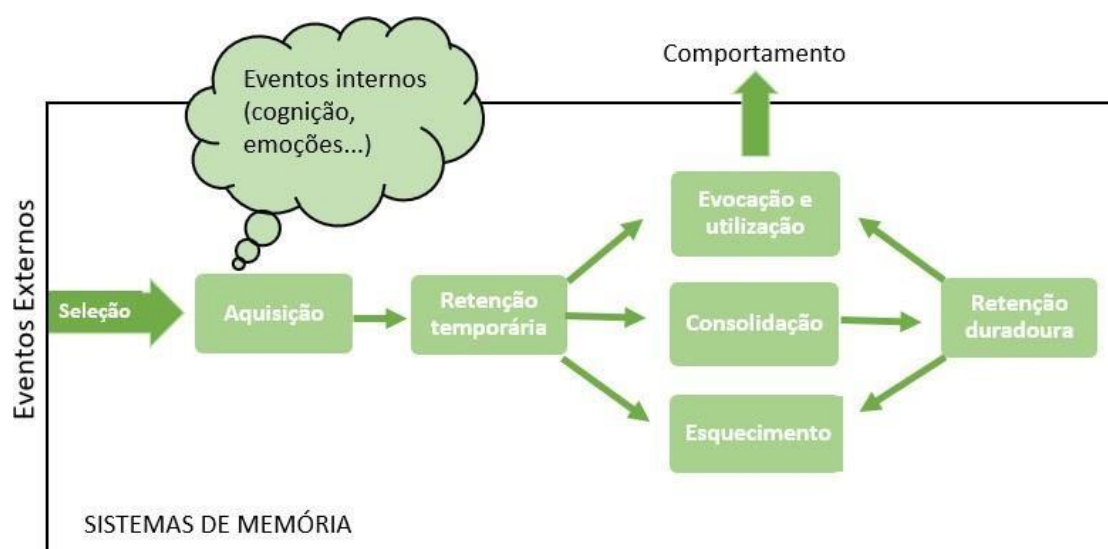 Comportamento
Eventos internos
(cognição,
emoções...)
Eventos Externos
Seleção
Aquisição
Retenção
temporária
Evocação e
utilização
Consolidação
Esquecimento
Retenção
duradoura
SISTEMAS DE MEMÓRIA